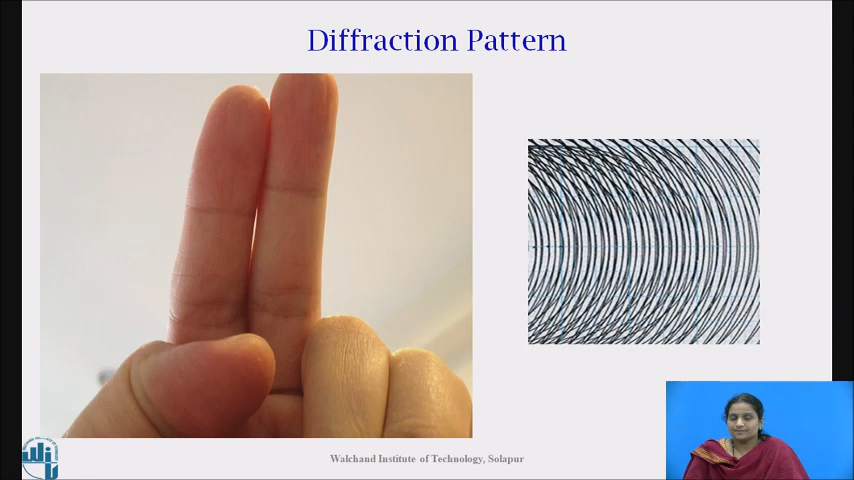 Diffraction Pattern
Walchand Institute of Technology, Solapur